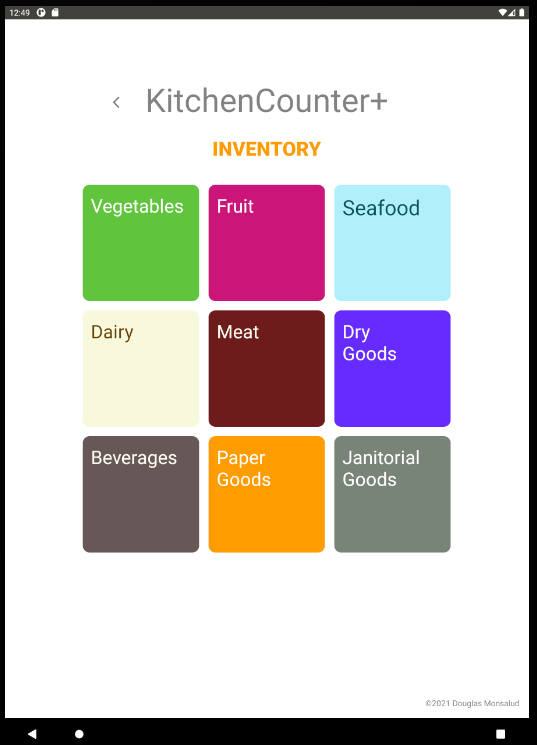 12:49
KitchenCounter+
INVENTORY
Vegetables
Fruit
Seafood
Dairy
Meat
Dry
Goods
Beverages
Paper
Goods
Janitorial
Goods
©2021 Douglas Monsalud